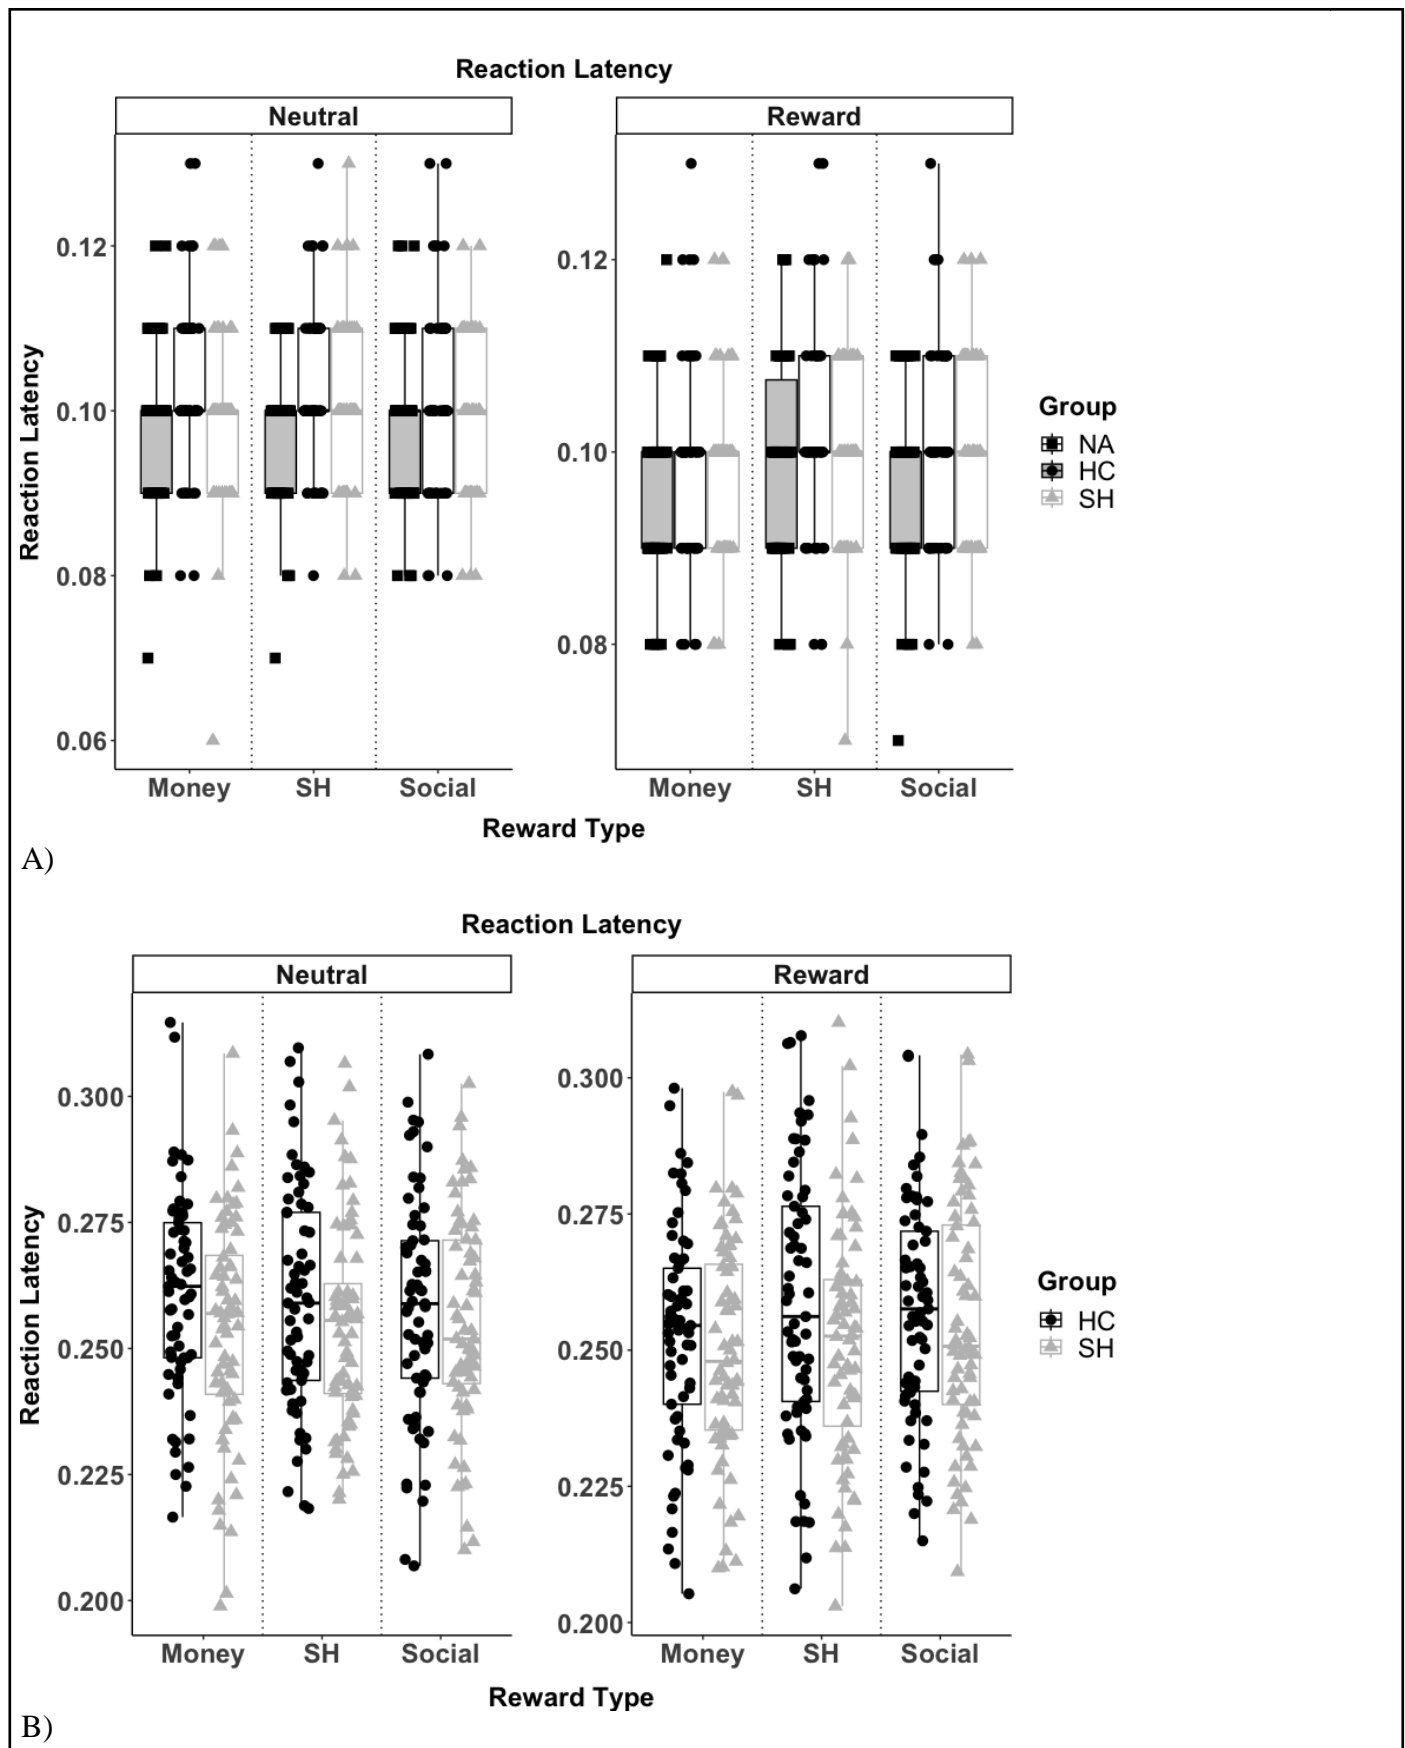 Reaction Latency
Neutral
Reward
Reaction Latency
0.12
0.10
0.08
0.06
0.12
0.10
0.08
Group
NA
HC
SH
Money SH Social
Money SH Social
Reward Type
A)
Reaction Latency
Neutral
Reward
Reaction Latency
0.300
0.275
0.250
0.225
0.200
0.300
0.275
0.250
0.225
0.200
Group
HC
SH
Money SH Social
Money SH Social
Reward Type
B)